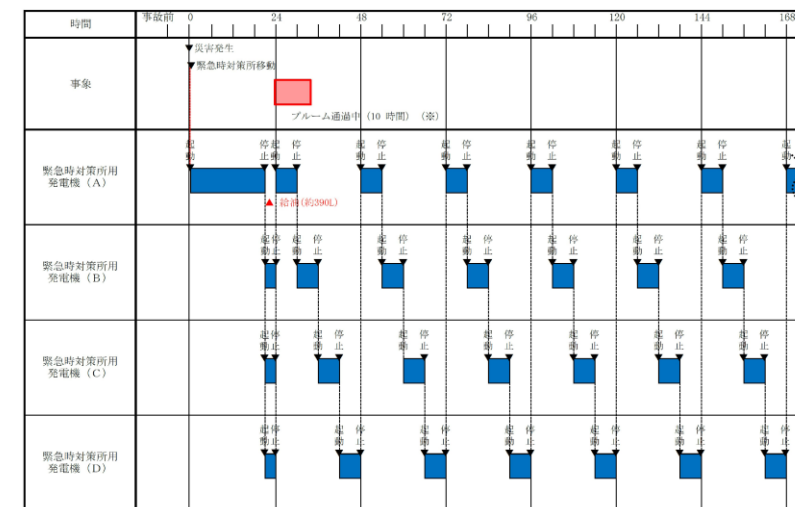 時間
事故前 0 24 48 72 96 120 144 168
事象
災害発生
緊急時対策所移動
プルーム通過中(10 時間)(※)
緊急時対策所用
発電機(A)
起動 停止 起動 停止 起動 停止 起動 停止 起動 停止 起動 停止 起動 停止 起動
給油(約390L)
緊急時対策所用
発電機(B)
起動 停止 起動 停止 起動 停止 起動 停止 起動 停止 起動 停止 起動 停止
緊急時対策所用
発電機(C)
起動 停止 起動 停止 起動 停止 起動 停止 起動 停止 起動 停止 起動 停止
緊急時対策所用
発電機(D)
起動 停止 起動 停止 起動 停止 起動 停止 起動 停止 起動 停止 起動 停止